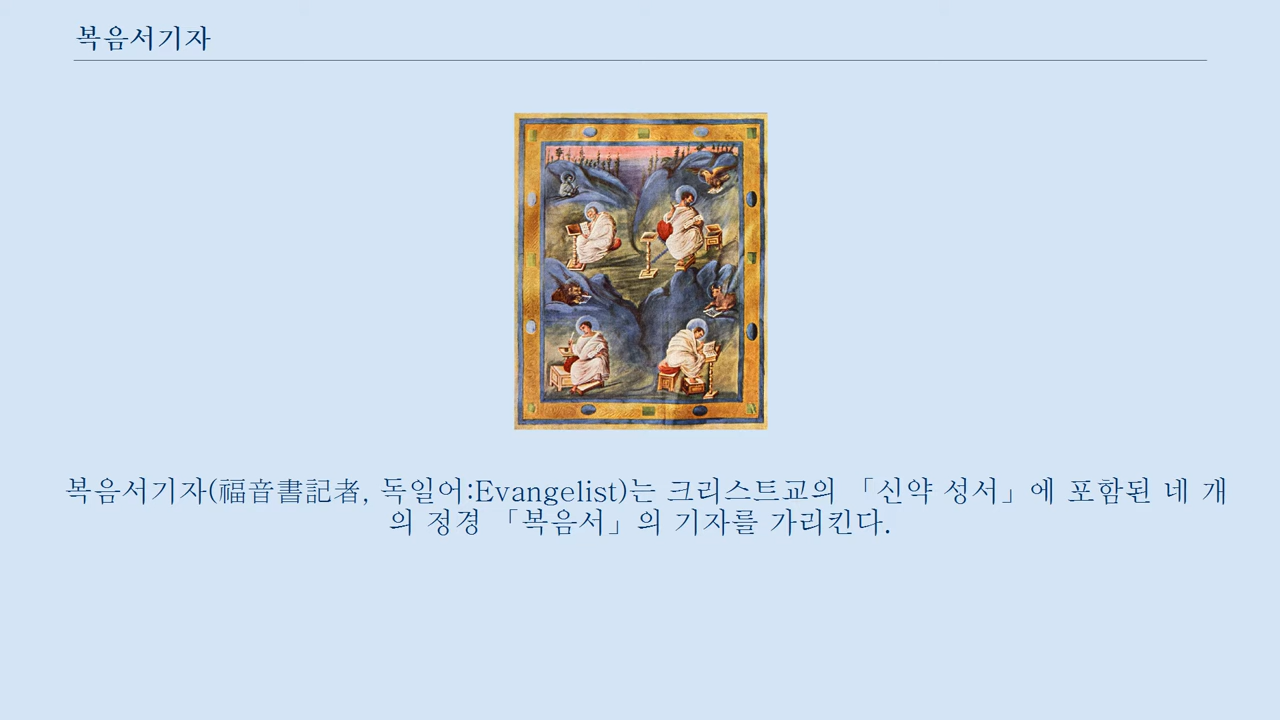 복음서기자
복음서기자(福音書記者, 독일어:Evangelist)는 크리스트교의 「신약 성서」에 포함된 네 개
의 정경 「복음서」의 기자를 가리킨다.